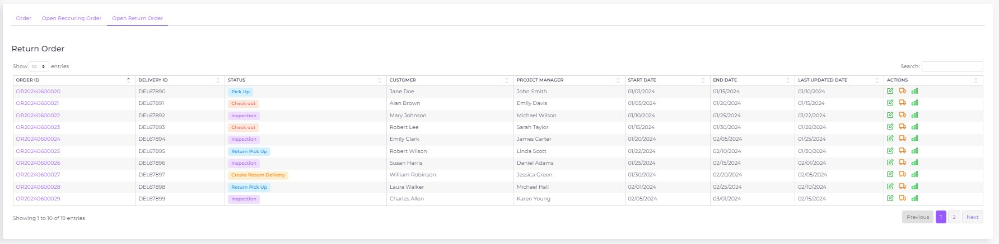 Order Open Reccuring Order Open Return Order
Return Order
Show 10 entries Search:
ORDER ID DELIVERY ID STATUS CUSTOMER PROJECT MANAGER START DATE END DATE LAST UPDATED DATE ACTIONS
OR20240600020 DEL67890 Pick Up Jane Doe John Smith 01/01/2024 01/15/2024 01/10/2024
OR20240600021 DEL67891 Check out Alan Brown Emily Davis 01/05/2024 01/20/2024 01/15/2024
OR20240600022 DEL67892 Inspection Mary Johnson Michael Wilson 01/10/2024 01/25/2024 01/22/2024
OR20240600023 DEL67893 Check out Robert Lee Sarah Taylor 01/15/2024 01/30/2024 01/28/2024
OR20240600024 DEL67894 Inspection Emily Clark James Carter 01/20/2024 02/05/2024 01/25/2024
OR20240600025 DEL67895 Return Pick Up Robert Wilson Linda Scott 01/22/2024 02/10/2024 01/30/2024
OR20240600026 DEL67896 Inspection Susan Harris Daniel Adams 01/25/2024 02/15/2024 02/01/2024
OR20240600027 DEL67897 Create Return Delivery William Robinson Jessica Green 01/30/2024 02/20/2024 02/05/2024
OR20240600028 DEL67898 Return Pick Up Laura Walker Michael Hall 02/01/2024 02/25/2024 02/10/2024
OR20240600029 DEL67899 Inspection Charles Allen Karen Young 02/05/2024 03/01/2024 02/15/2024
Showing 1 to 10 of 19 entries Previous 1 2 Next